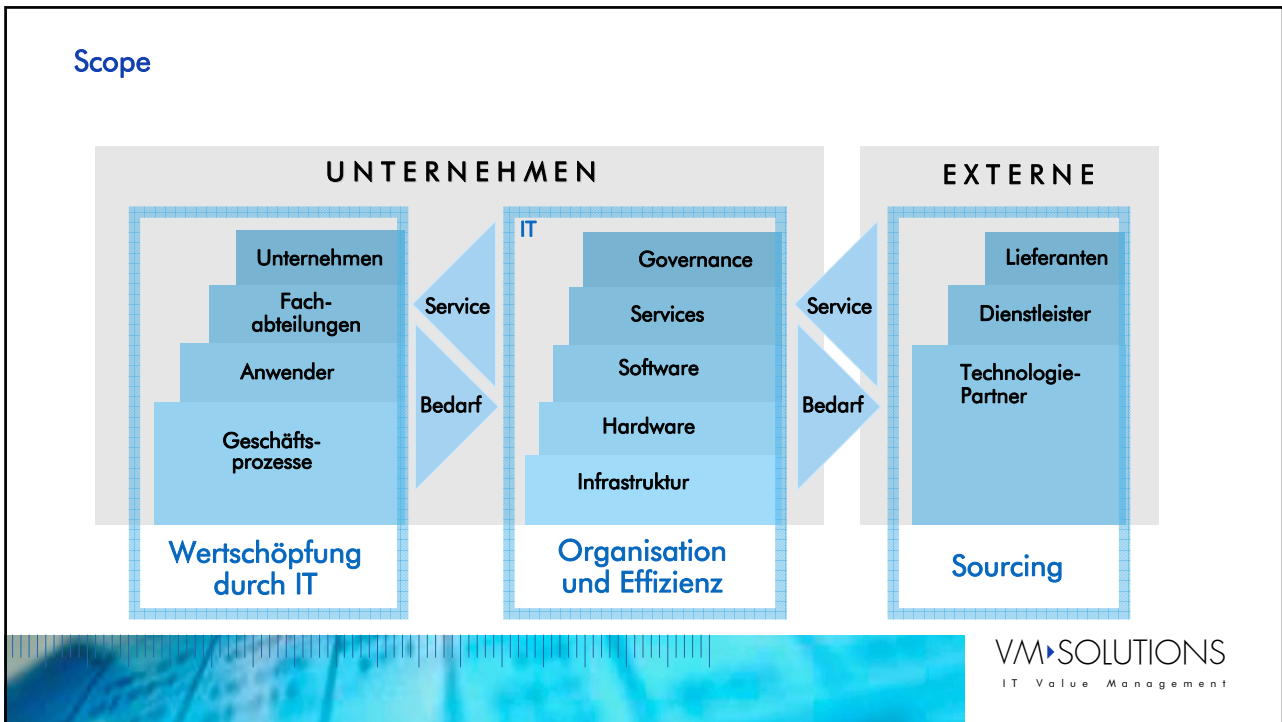 Scope
UNTERNEHMEN
Unternehmen
Fach-
abteilungen
Anwender
Geschäfts-
prozesse
Wertschöpfung
durch IT
Service
Bedarf
IT
Governance
Services
Software
Hardware
Infrastruktur
Organisation
und Effizienz
Service
Bedarf
EXTERNE
Lieferanten
Dienstleister
Technologie-
Partner
Sourcing
VM SOLUTIONS
IT Value Management